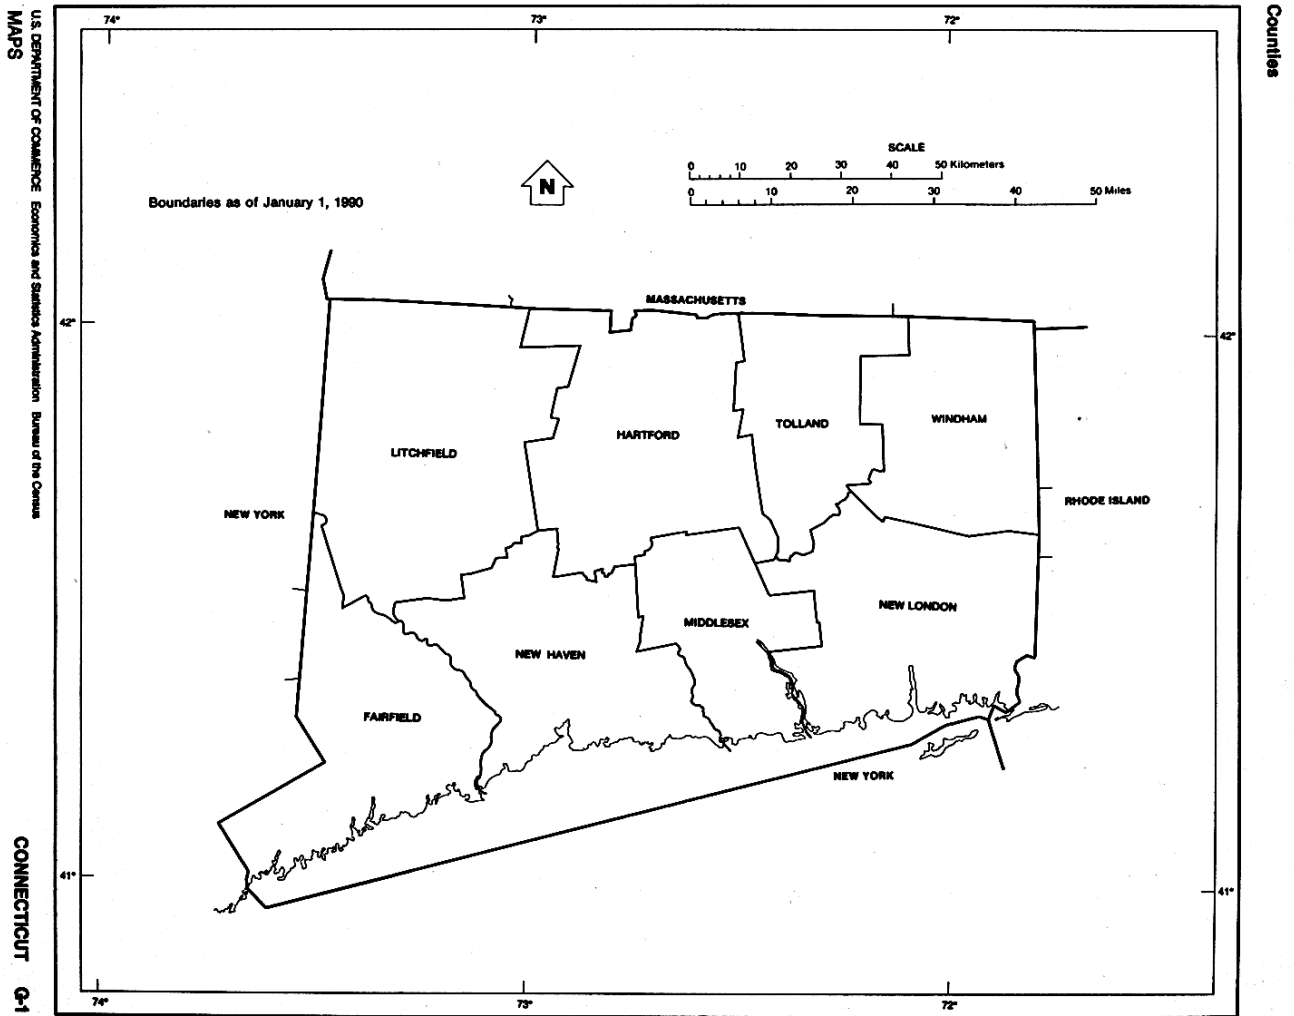 Counties
74°
73°
72°
SCALE
0 10 20 30 40 50 Kilometers
0 10 20 30 40 50 Miles
N
Boundaries as of January 1, 1990
MASSACHUSETTS
42°
42°
LITCHFIELD
HARTFORD
TOLLAND
WINDHAM
NEW YORK
RHODE ISLAND
NEW LONDON
MIDDLESEX
NEW HAVEN
FAIRFIELD
NEW YORK
41°
41°
74°
73°
72°
U.S. DEPARTMENT OF COMMERCE Economics and Statistics Administration Bureau of the Census
MAPS
CONNECTICUT G-1